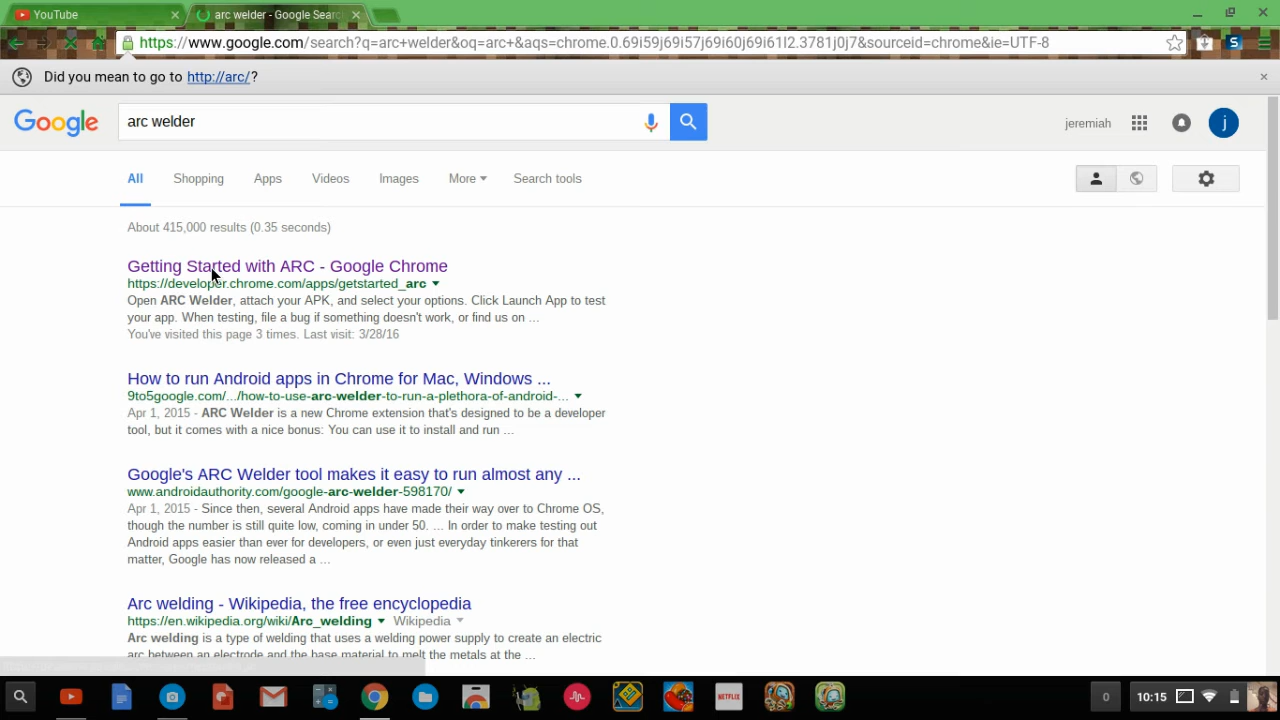 YouTube
arc welder - Google Searc
https://www.google.com/search?q=arc+welder&oq=arc+&aqs=chrome.0.69i59j69i57j69i60j69i61l2.3781j0j7&sourceid=chrome&ie=UTF-8
Did you mean to go to http://arc/?
Google
arc welder
jeremiah
j
All Shopping Apps Videos Images More Search tools
About 415,000 results (0.35 seconds)
Getting Started with ARC - Google Chrome
https://developer.chrome.com/apps/getstarted_arc
Open ARC Welder, attach your APK, and select your options. Click Launch App to test
your app. When testing, file a bug if something doesn't work, or find us on ...
You've visited this page 3 times. Last visit: 3/28/16
How to run Android apps in Chrome for Mac, Windows ...
9to5google.com/.../how-to-use-arc-welder-to-run-a-plethora-of-android-...
Apr 1, 2015 - ARC Welder is a new Chrome extension that's designed to be a developer
tool, but it comes with a nice bonus: You can use it to install and run ...
Google's ARC Welder tool makes it easy to run almost any ...
www.androidauthority.com/google-arc-welder-598170/
Apr 1, 2015 - Since then, several Android apps have made their way over to Chrome OS,
though the number is still quite low, coming in under 50. ... In order to make testing out
Android apps easier than ever for developers, or even just everyday tinkerers for that
matter, Google has now released a ...
Arc welding - Wikipedia, the free encyclopedia
https://en.wikipedia.org/wiki/Arc_welding Wikipedia
Arc welding is a type of welding that uses a welding power supply to create an electric
arc between an electrode and the base material to melt the metals at the ...
NETFLIX
0
10:15